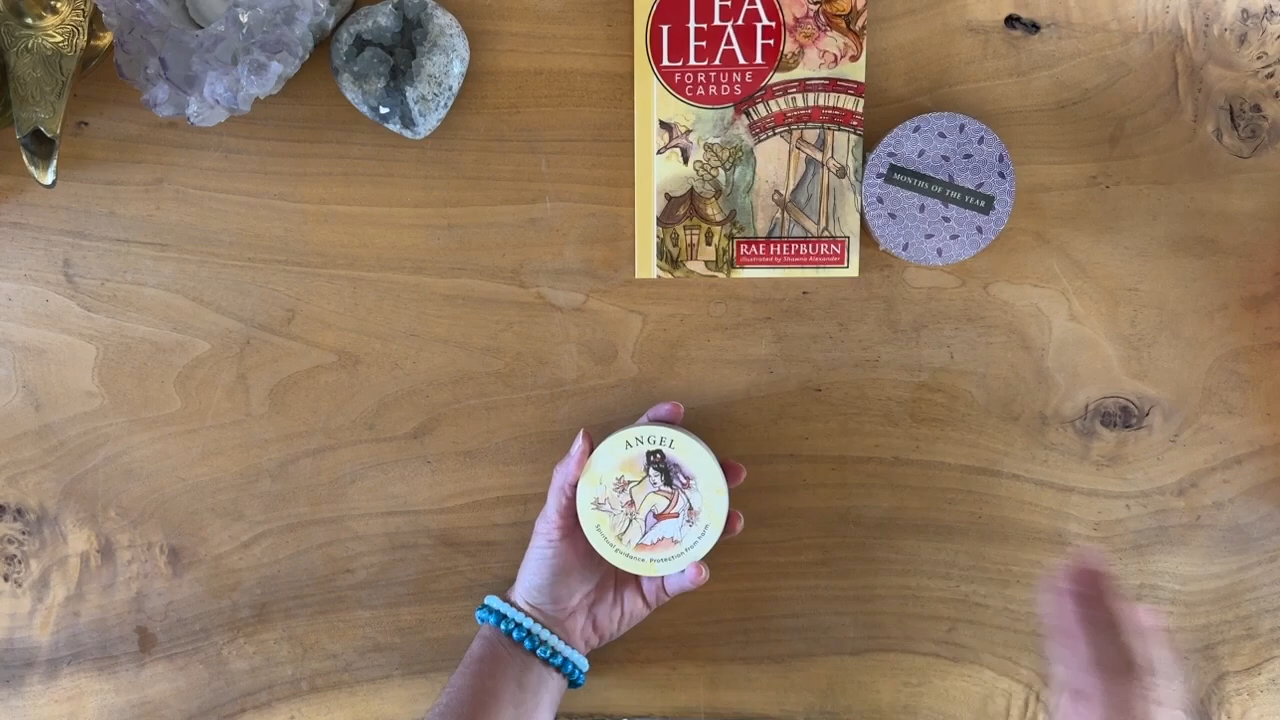 TEA
LEAF
FORTUNE
CARDS
RAE HEPBURN
illustrated by Shawna Alexander
MONTHS OF THE YEAR
ANGEL
Spiritual guidance. Protection from harm.